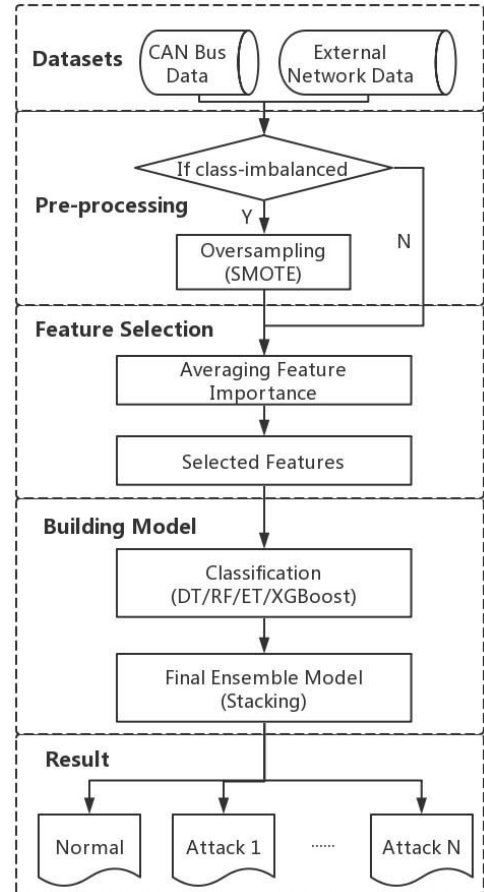 Datasets
CAN Bus
Data
External
Network Data
If class-imbalanced
Pre-processing
Y
N
Oversampling
(SMOTE)
Feature Selection
Averaging Feature
Importance
Selected Features
Building Model
Classification
(DT/RF/ET/XGBoost)
Final Ensemble Model
(Stacking)
Result
Normal
Attack 1
······
Attack N